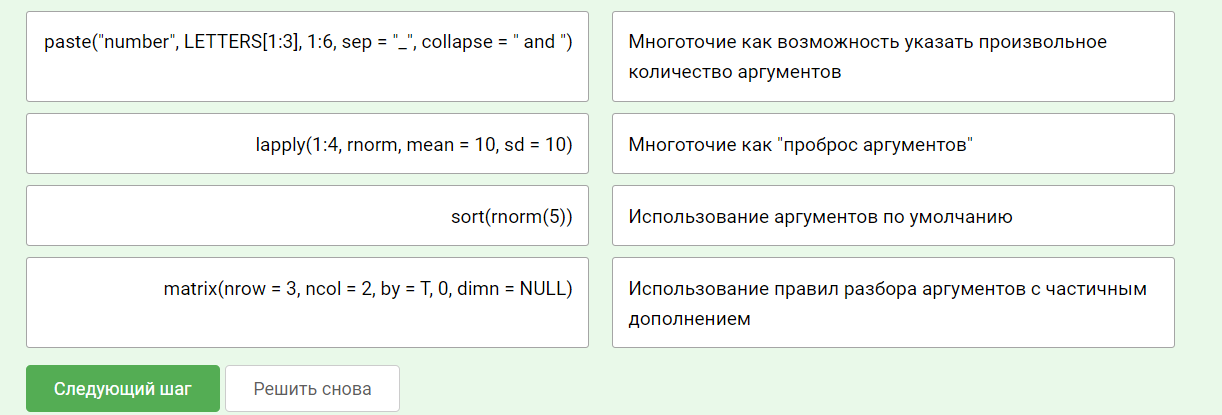 paste("number", LETTERS[1:3], 1:6, sep = "_", collapse = " and ")
Многоточие как возможность указать произвольное
количество аргументов
lapply(1:4, rnorm, mean = 10, sd = 10)
Многоточие как "проброс аргументов"
sort(rnorm(5))
Использование аргументов по умолчанию
matrix(nrow = 3, ncol = 2, by = T, 0, dimn = NULL)
Использование правил разбора аргументов с частичным
дополнением
Следующий шаг
Решить снова